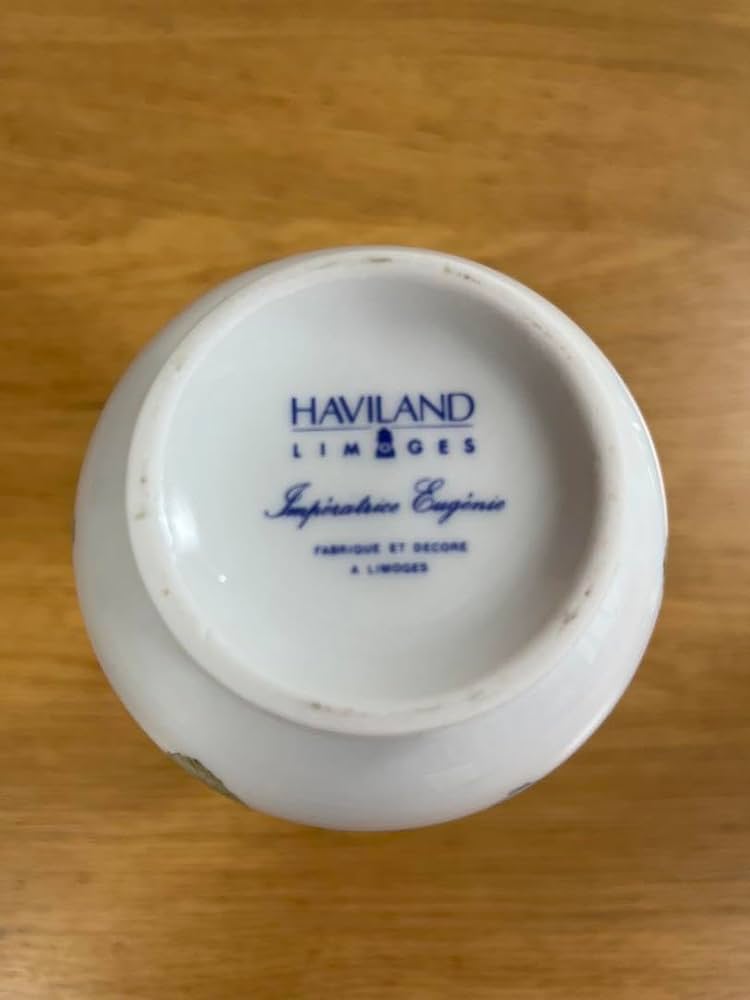 HAVILAND
LIMOGES
Impératrice Eugénie
FABRIQUE ET DECORE
A LIMOGES